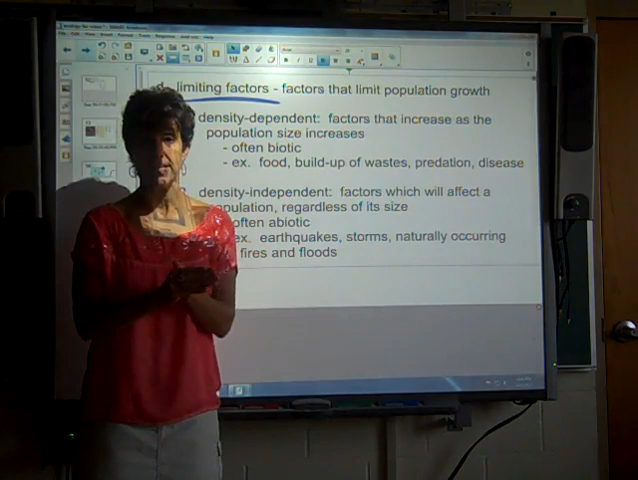 limiting factors - factors that limit population growth
density-dependent: factors that increase as the
population size increases
- often biotic
- ex. food, build-up of wastes, predation, disease
density-independent: factors which will affect a
population, regardless of its size
often abiotic
ex. earthquakes, storms, naturally occurring
fires and floods